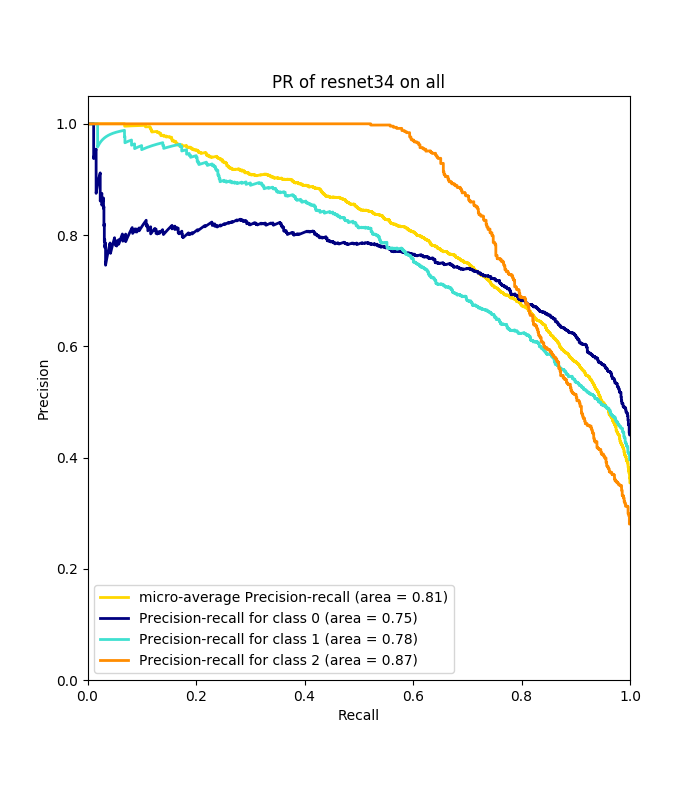 PR of resnet34 on all
Precision
1.0
0.8
0.6
0.4
0.2
0.0
micro-average Precision-recall (area = 0.81)
Precision-recall for class 0 (area = 0.75)
Precision-recall for class 1 (area = 0.78)
Precision-recall for class 2 (area = 0.87)
0.0 0.2 0.4 0.6 0.8 1.0
Recall